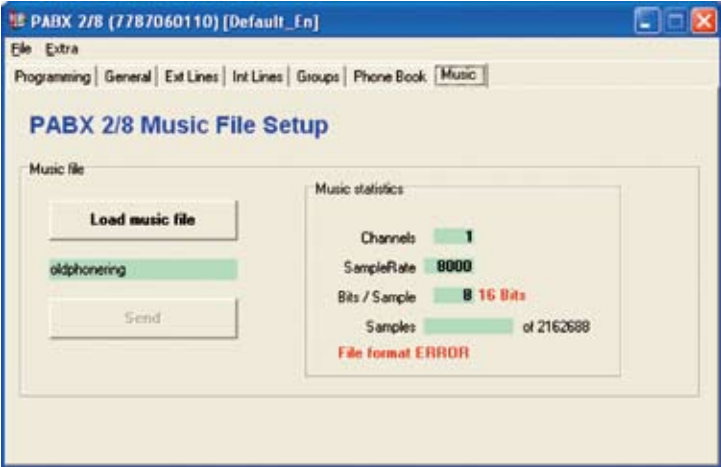 PABX 2/8 (7787060110) [Default_En]
File Extra
Programming General Ext Lines Int Lines Groups Phone Book Music
PABX 2/8 Music File Setup
Music file
Music statistics
Load music file
Channels 1
oldphonering
SampleRate 8000
Bits / Sample 8 16 Bits
Send
Samples of 2162688
File format ERROR